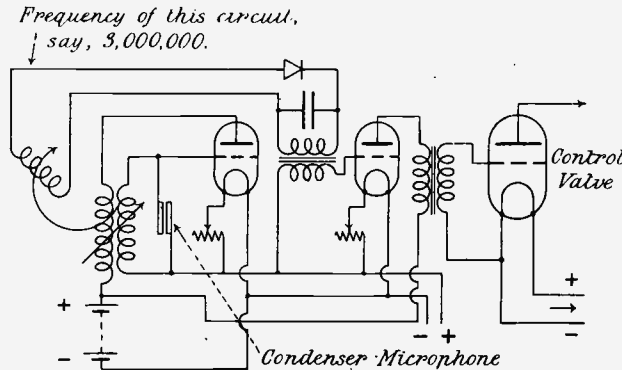 Frequency of this circuit,
say, 3,000,000.
Control
Valve
+
-
- +
+
-
Condenser Microphone